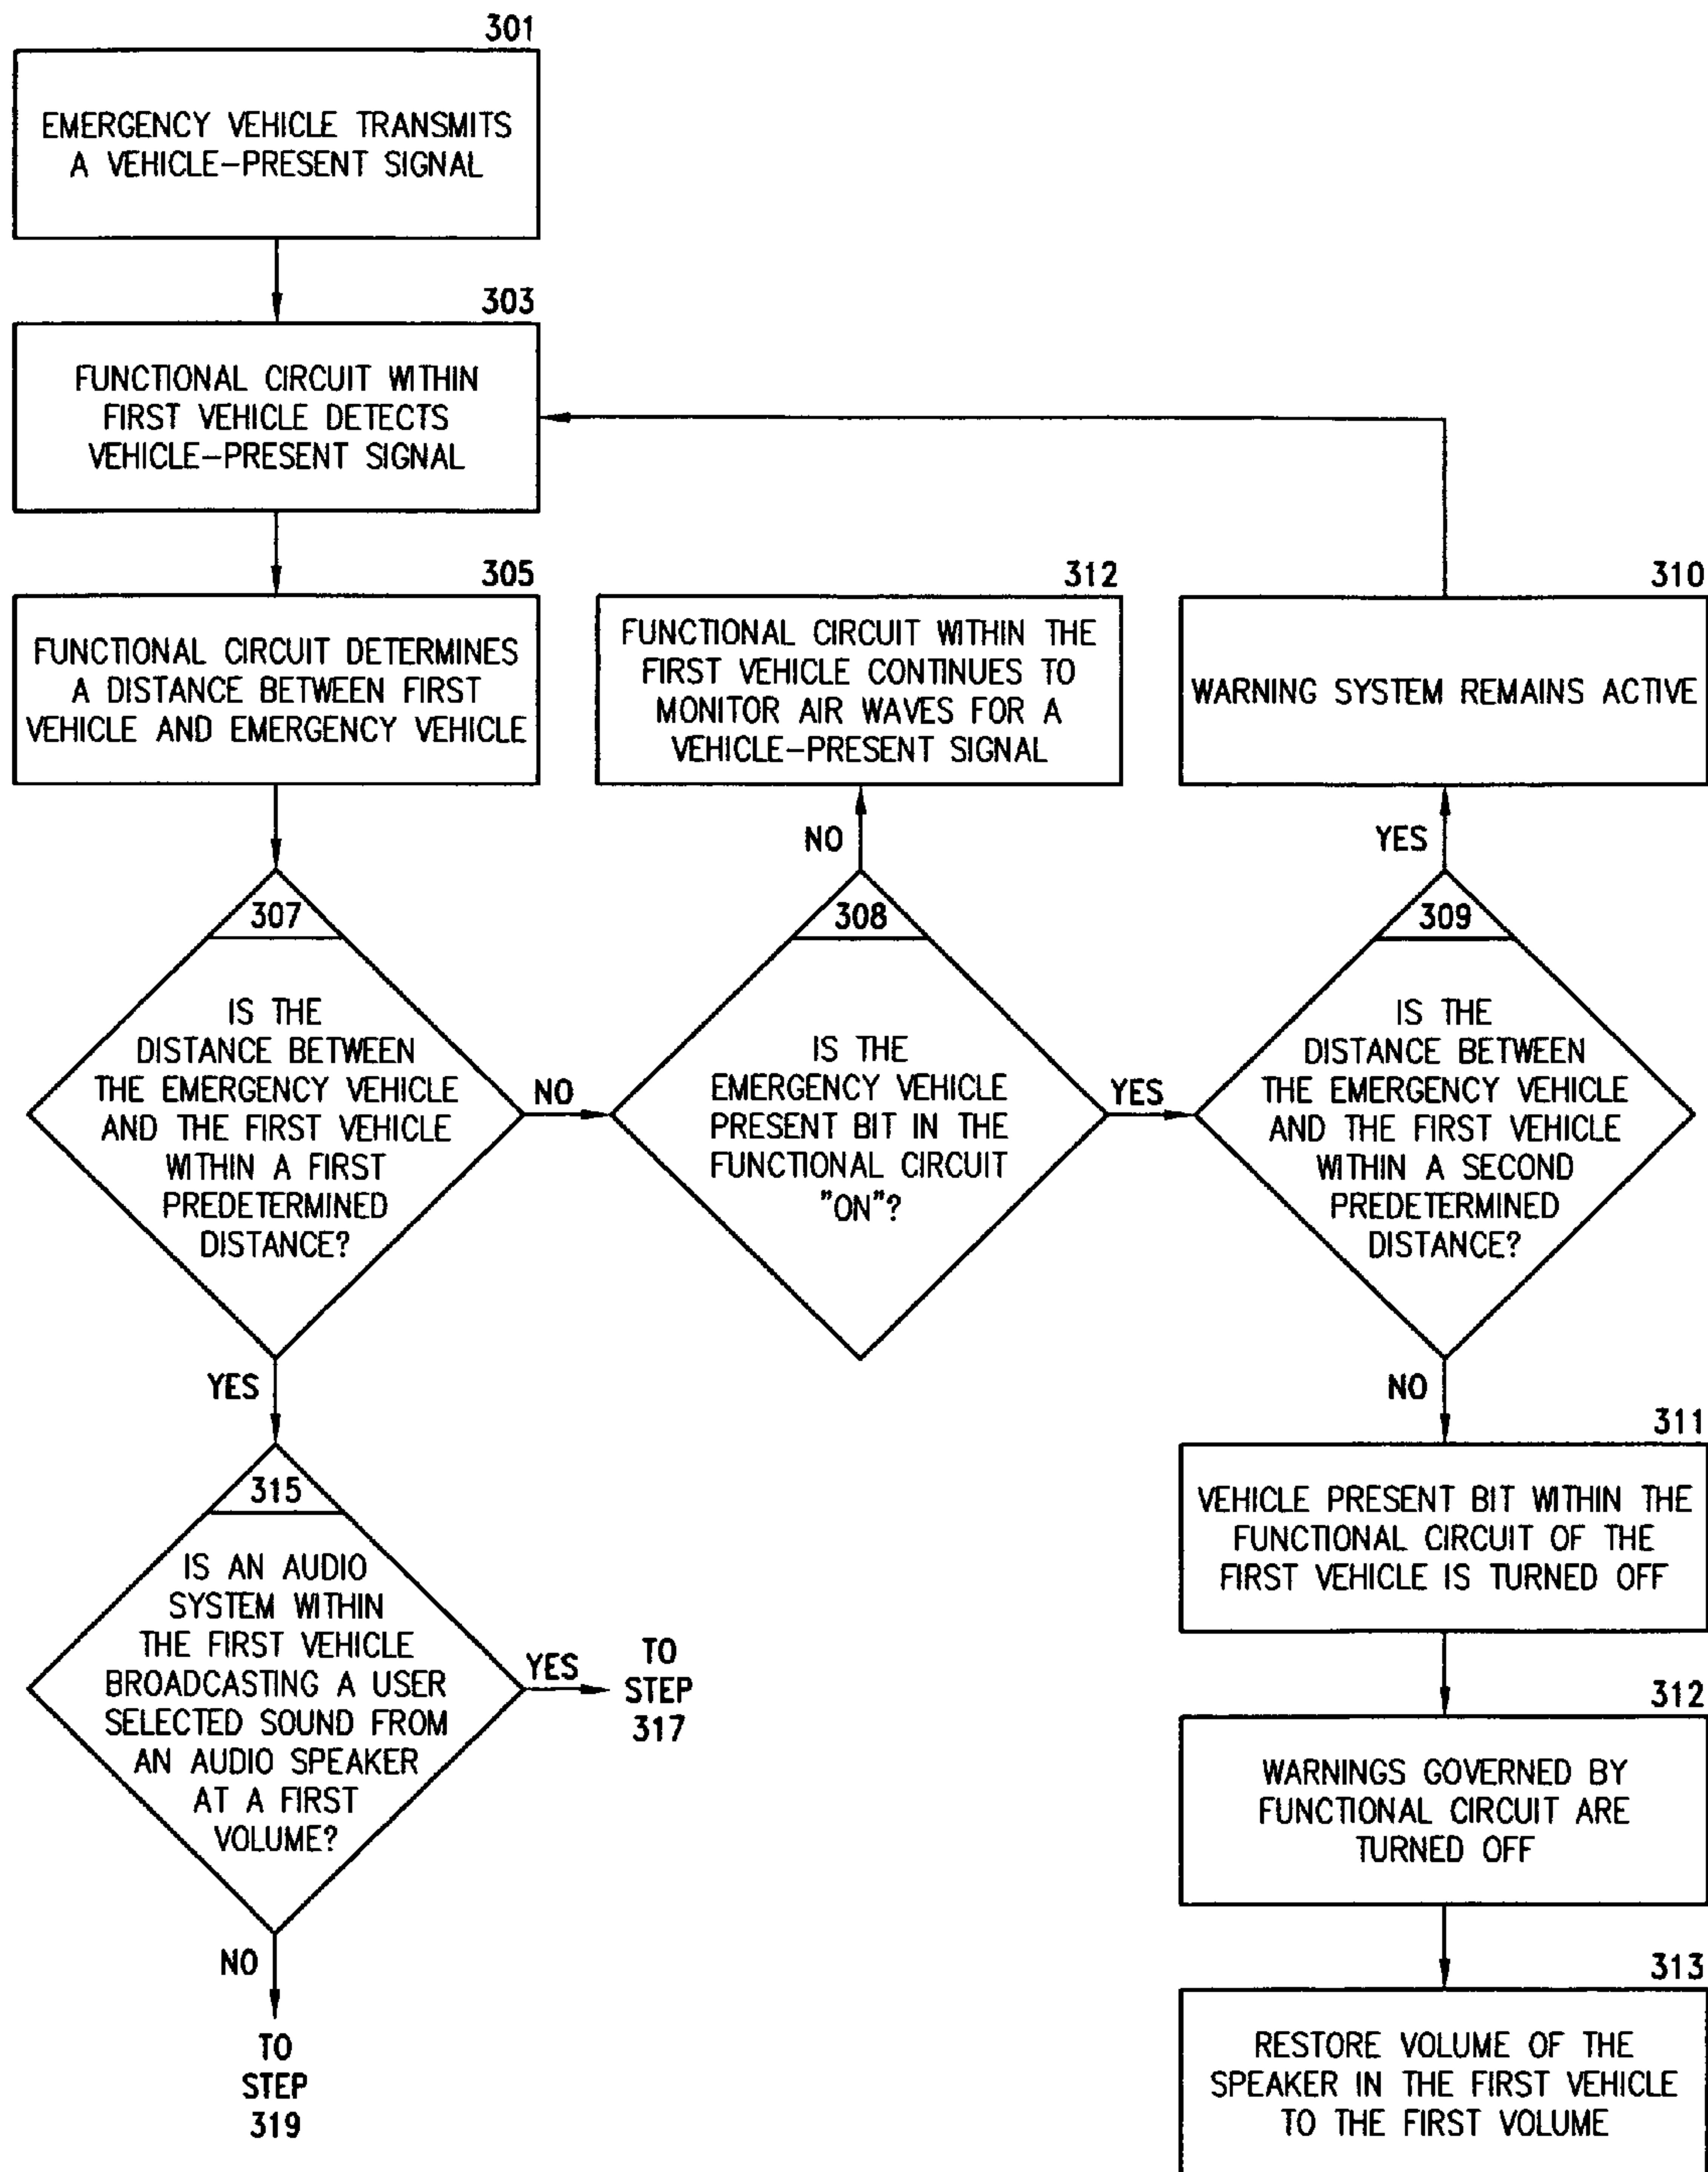 301
EMERGENCY VEHICLE TRANSMITS
A VEHICLE-PRESENT SIGNAL
303
FUNCTIONAL CIRCUIT WITHIN
FIRST VEHICLE DETECTS
VEHICLE-PRESENT SIGNAL
305
FUNCTIONAL CIRCUIT DETERMINES
A DISTANCE BETWEEN FIRST
VEHICLE AND EMERGENCY VEHICLE
312
FUNCTIONAL CIRCUIT WITHIN THE
FIRST VEHICLE CONTINUES TO
MONITOR AIR WAVES FOR A
VEHICLE-PRESENT SIGNAL
310
WARNING SYSTEM REMAINS ACTIVE
NO
YES
307
IS THE
DISTANCE BETWEEN
THE EMERGENCY VEHICLE
AND THE FIRST VEHICLE
WITHIN A FIRST
PREDETERMINED
DISTANCE?
NO
308
IS THE
EMERGENCY VEHICLE
PRESENT BIT IN THE
FUNCTIONAL CIRCUIT
"ON"?
YES
309
IS THE
DISTANCE BETWEEN
THE EMERGENCY VEHICLE
AND THE FIRST VEHICLE
WITHIN A SECOND
PREDETERMINED
DISTANCE?
YES
NO
315
IS AN AUDIO
SYSTEM WITHIN
THE FIRST VEHICLE
BROADCASTING A USER
SELECTED SOUND FROM
AN AUDIO SPEAKER
AT A FIRST
VOLUME?
YES
TO
STEP
317
NO
TO
STEP
319
311
VEHICLE PRESENT BIT WITHIN THE
FUNCTIONAL CIRCUIT OF THE
FIRST VEHICLE IS TURNED OFF
312
WARNINGS GOVERNED BY
FUNCTIONAL CIRCUIT ARE
TURNED OFF
313
RESTORE VOLUME OF THE
SPEAKER IN THE FIRST VEHICLE
TO THE FIRST VOLUME